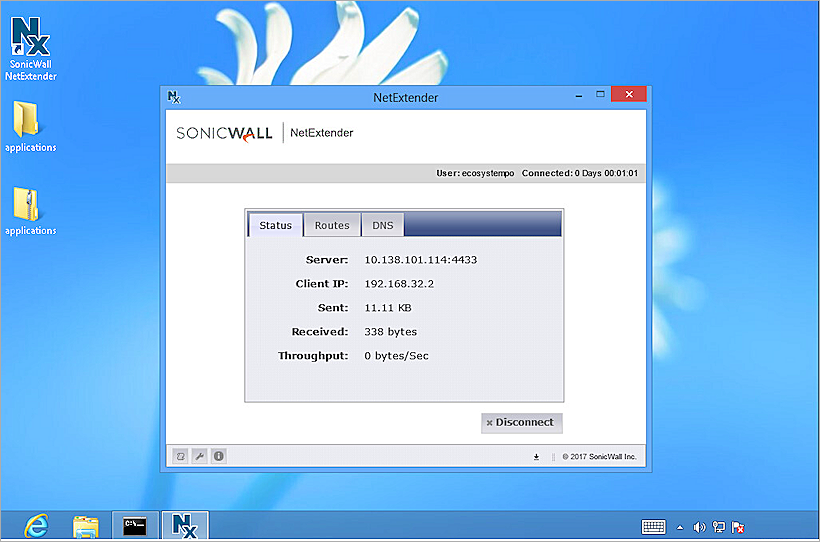 SonicWall
NetExtender
applications
applications
NetExtender
SONICWALL NetExtender
User: ecosystempo Connected: 0 Days 00:01:01
Status Routes DNS
Server: 10.138.101.114:4433
Client IP: 192.168.32.2
Sent: 11.11 KB
Received: 338 bytes
Throughput: 0 bytes/Sec
Disconnect
© 2017 SonicWall Inc.